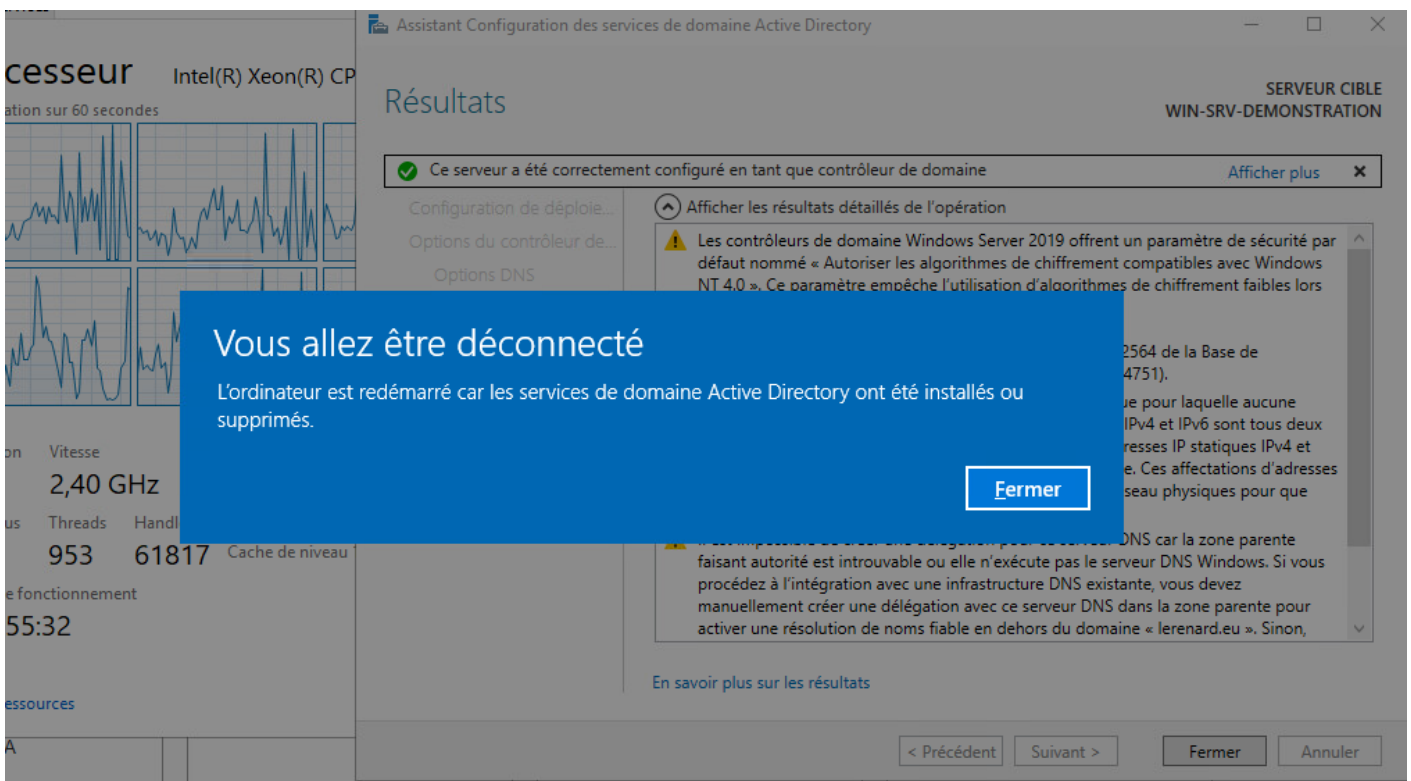 Assistant Configuration des services de domaine Active Directory
Intel(R) Xeon(R) CP
sur 60 secondes
Résultats
SERVEUR CIBLE
WIN-SRV-DEMONSTRATION
Ce serveur a été correctement configuré en tant que contrôleur de domaine
Afficher plus
Configuration de déploie...
Options du contrôleur de...
Options DNS
Afficher les résultats détaillés de l'opération
Les contrôleurs de domaine Windows Server 2019 offrent un paramètre de sécurité par
défaut nommé « Autoriser les algorithmes de chiffrement compatibles avec Windows
NT 4.0 ». Ce paramètre empêche l'utilisation d'algorithmes de chiffrement faibles lors
Vous allez être déconnecté
L'ordinateur est redémarré car les services de domaine Active Directory ont été installés ou
supprimés.
Fermer
2564 de la Base de
4751).
pour laquelle aucune
IPv4 et IPv6 sont tous deux
resses IP statiques IPv4 et
e. Ces affectations d'adresses
seau physiques pour que
DNS car la zone parente
faisant autorité est introuvable ou elle n'exécute pas le serveur DNS Windows. Si vous
procédez à l'intégration avec une infrastructure DNS existante, vous devez
manuellement créer une délégation avec ce serveur DNS dans la zone parente pour
activer une résolution de noms fiable en dehors du domaine « lerenard.eu ». Sinon,
Vitesse
2,40 GHz
Threads Handl
953 61817 Cache de niveau
e fonctionnement
55:32
essources
En savoir plus sur les résultats
< Précédent Suivant > Fermer Annuler